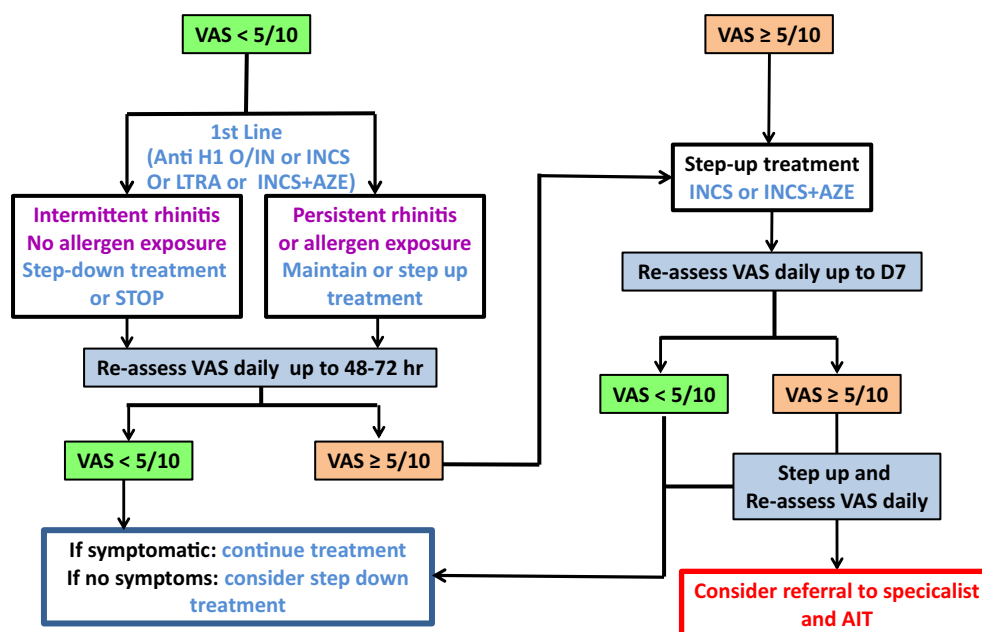 VAS < 5/10
1st Line
(Anti H1 O/IN or INCS
Or LTRA or INCS+AZE)
Intermittent rhinitis
No allergen exposure
Step-down treatment
or STOP
Persistent rhinitis
or allergen exposure
Maintain or step up
treatment
Re-assess VAS daily up to 48-72 hr
VAS < 5/10
VAS ≥ 5/10
If symptomatic: continue treatment
If no symptoms: consider step down
treatment
VAS ≥ 5/10
Step-up treatment
INCS or INCS+AZE
Re-assess VAS daily up to D7
VAS < 5/10
VAS ≥ 5/10
Step up and
Re-assess VAS daily
Consider referral to specicalist
and AIT